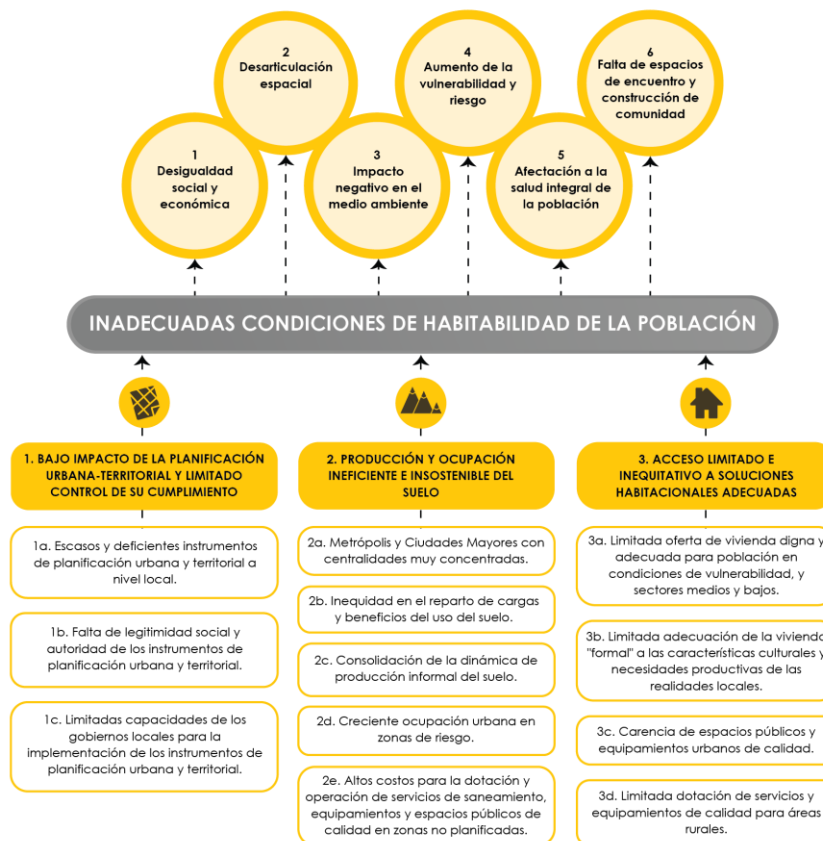 1
Desigualdad
social y
económica
2
Desarticulación
espacial
3
Impacto
negativo en el
medio ambiente
4
Aumento de la
vulnerabilidad y
riesgo
5
Afectación a la
salud integral de
la población
6
Falta de espacios
de encuentro y
construcción de
comunidad
INADECUADAS CONDICIONES DE HABITABILIDAD DE LA POBLACIÓN
1. BAJO IMPACTO DE LA PLANIFICACIÓN
URBANA-TERRITORIAL Y LIMITADO
CONTROL DE SU CUMPLIMIENTO
1a. Escasos y deficientes instrumentos
de planificación urbana y territorial a
nivel local.
1b. Falta de legitimidad social y
autoridad de los instrumentos de
planificación urbana y territorial.
1c. Limitadas capacidades de los
gobiernos locales para la
implementación de los instrumentos de
planificación urbana y territorial.
2. PRODUCCIÓN Y OCUPACIÓN
INEFICIENTE E INSOSTENIBLE DEL
SUELO
2a. Metrópolis y Ciudades Mayores con
centralidades muy concentradas.
2b. Inequidad en el reparto de cargas
y beneficios del uso del suelo.
2c. Consolidación de la dinámica de
producción informal del suelo.
2d. Creciente ocupación urbana en
zonas de riesgo.
2e. Altos costos para la dotación y
operación de servicios de saneamiento,
equipamientos y espacios públicos de
calidad en zonas no planificadas.
3. ACCESO LIMITADO E
INEQUITATIVO A SOLUCIONES
HABITACIONALES ADECUADAS
3a. Limitada oferta de vivienda digna y
adecuada para población en
condiciones de vulnerabilidad, y
sectores medios y bajos.
3b. Limitada adecuación de la vivienda
"formal" a las características culturales y
necesidades productivas de las
realidades locales.
3c. Carencia de espacios públicos y
equipamientos urbanos de calidad.
3d. Limitada dotación de servicios y
equipamientos de calidad para áreas
rurales.